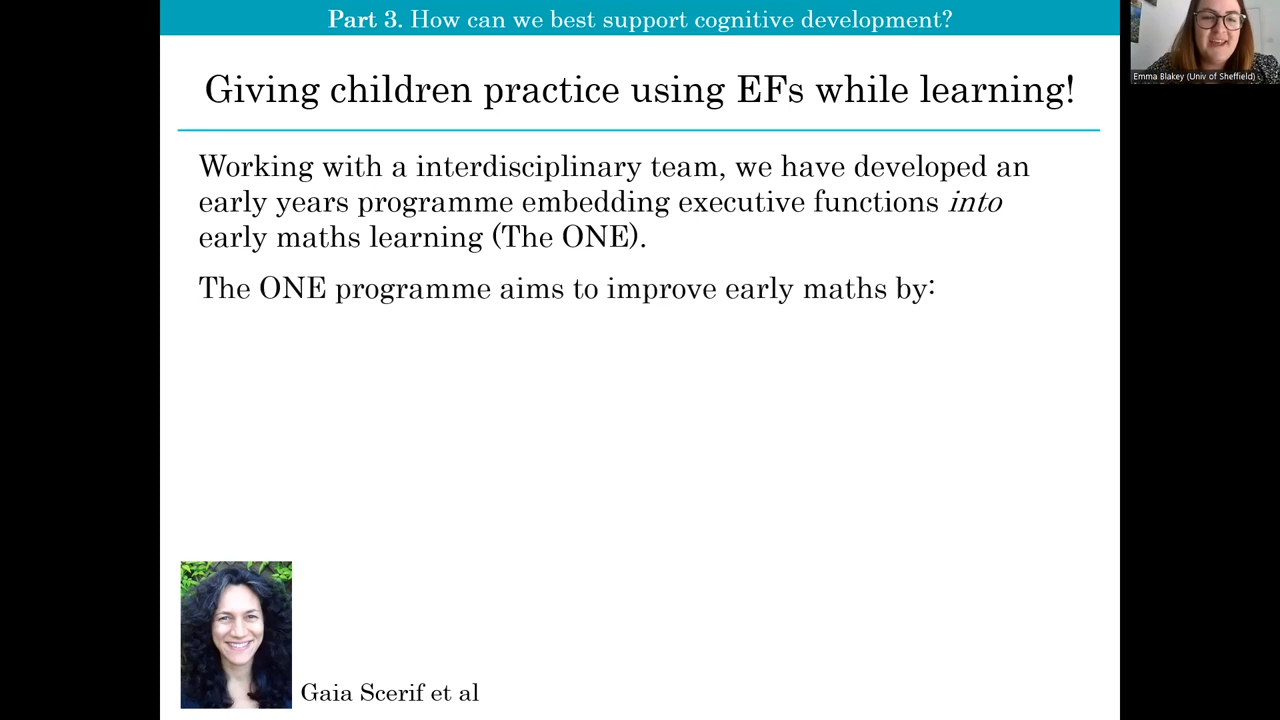 Part 3. How can we best support cognitive development?
Emma Blakey (Univ of Sheffield)
Giving children practice using EFs while learning!
Working with a interdisciplinary team, we have developed an
early years programme embedding executive functions into
early maths learning (The ONE).
The ONE programme aims to improve early maths by:
Gaia Scerif et al